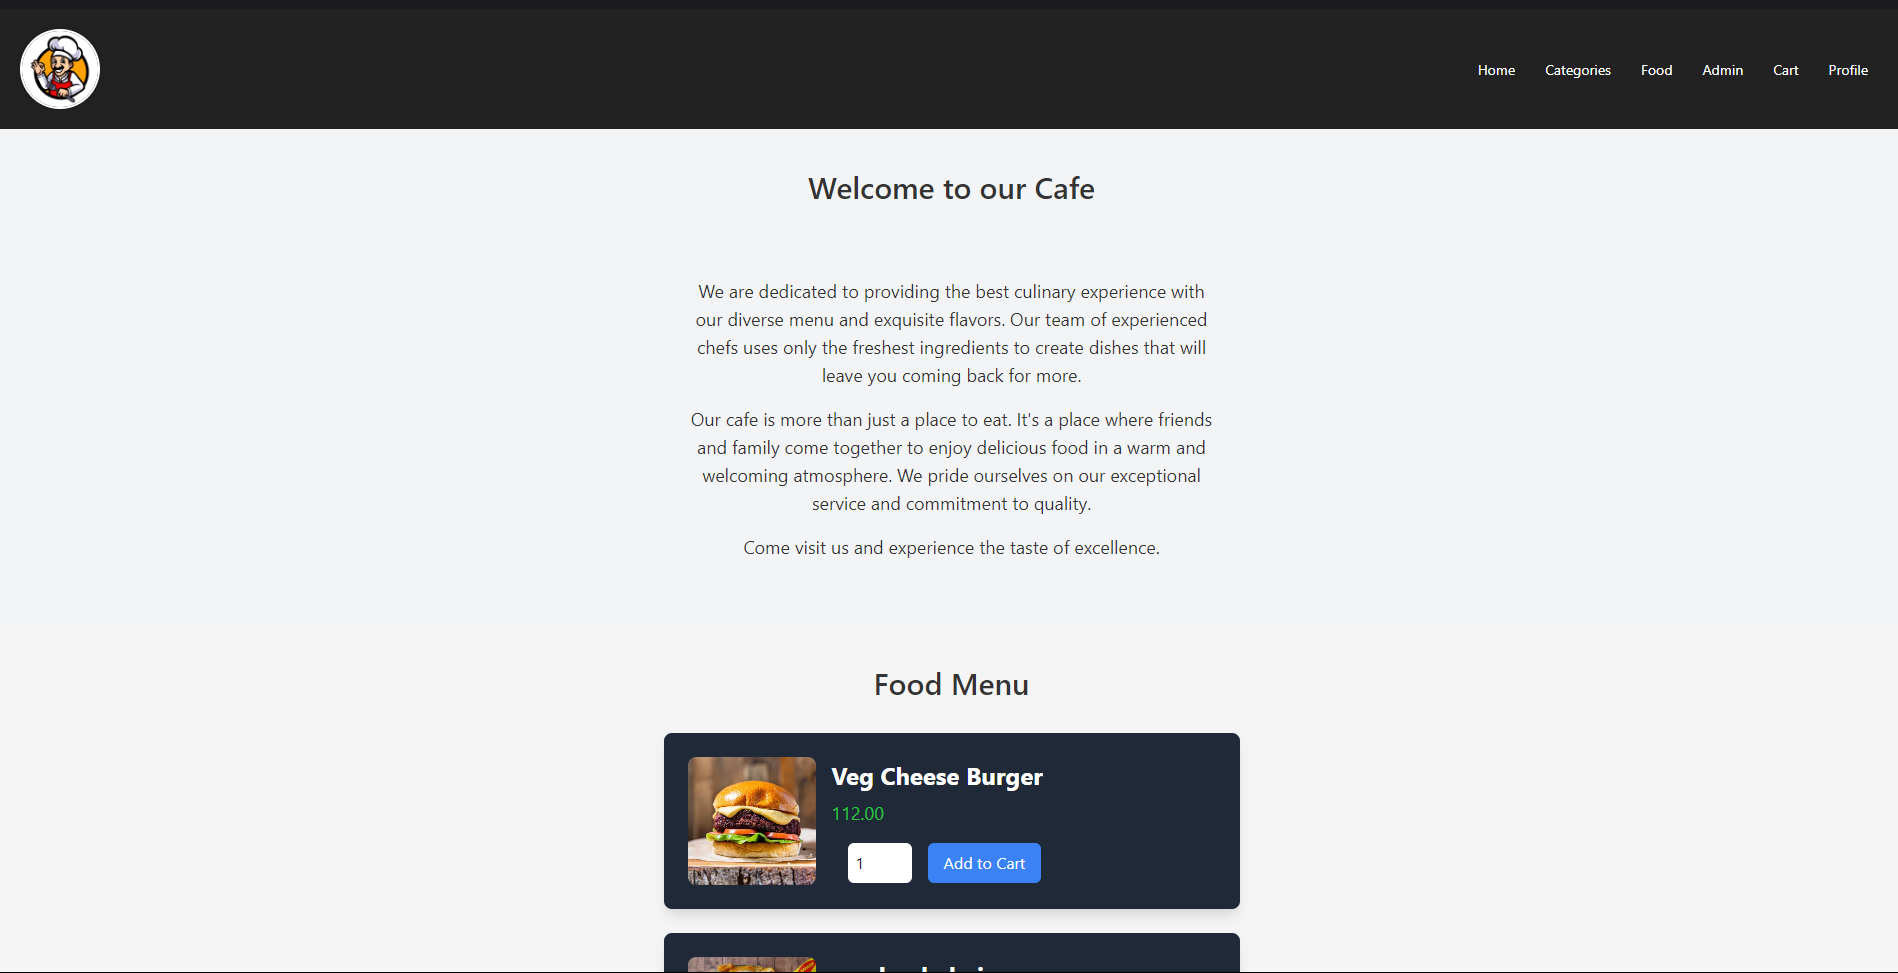 Home Categories Food Admin Cart Profile
Welcome to our Cafe
We are dedicated to providing the best culinary experience with
our diverse menu and exquisite flavors. Our team of experienced
chefs uses only the freshest ingredients to create dishes that will
leave you coming back for more.
Our cafe is more than just a place to eat. It's a place where friends
and family come together to enjoy delicious food in a warm and
welcoming atmosphere. We pride ourselves on our exceptional
service and commitment to quality.
Come visit us and experience the taste of excellence.
Food Menu
Veg Cheese Burger
112.00
1 Add to Cart